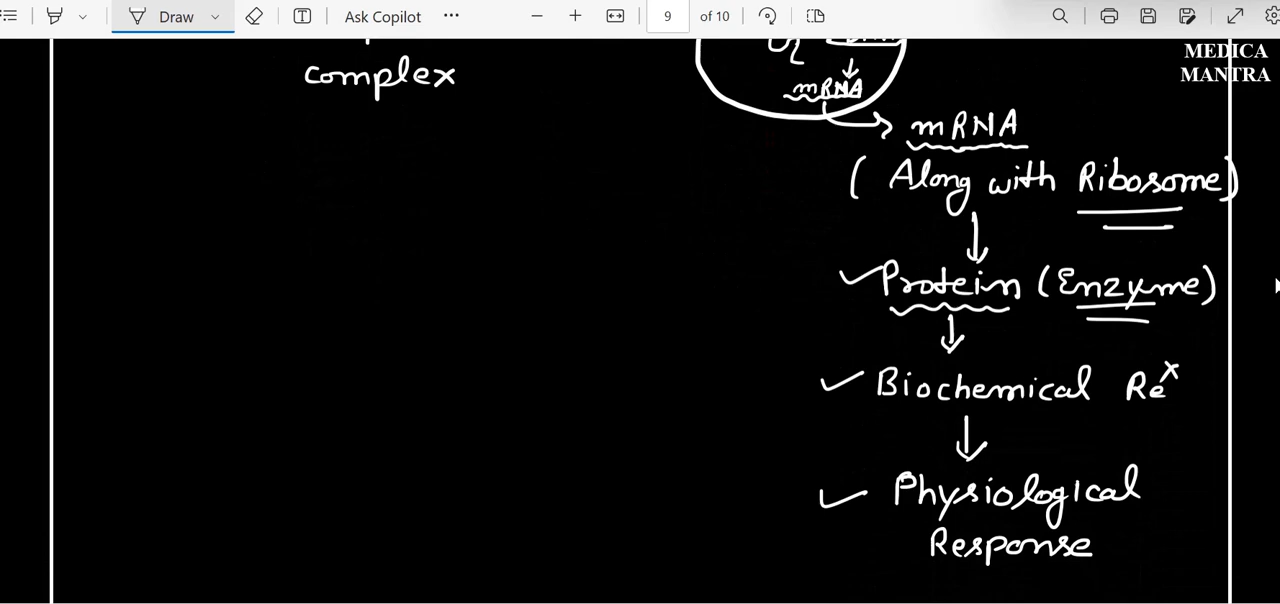 Draw
Ask Copilot
9 of 10
MEDICA
MANTRA
complex
mRNA
mRNA
( Along with Ribosome)
Protein (Enzyme)
Biochemical Reˣ
Physiological
Response